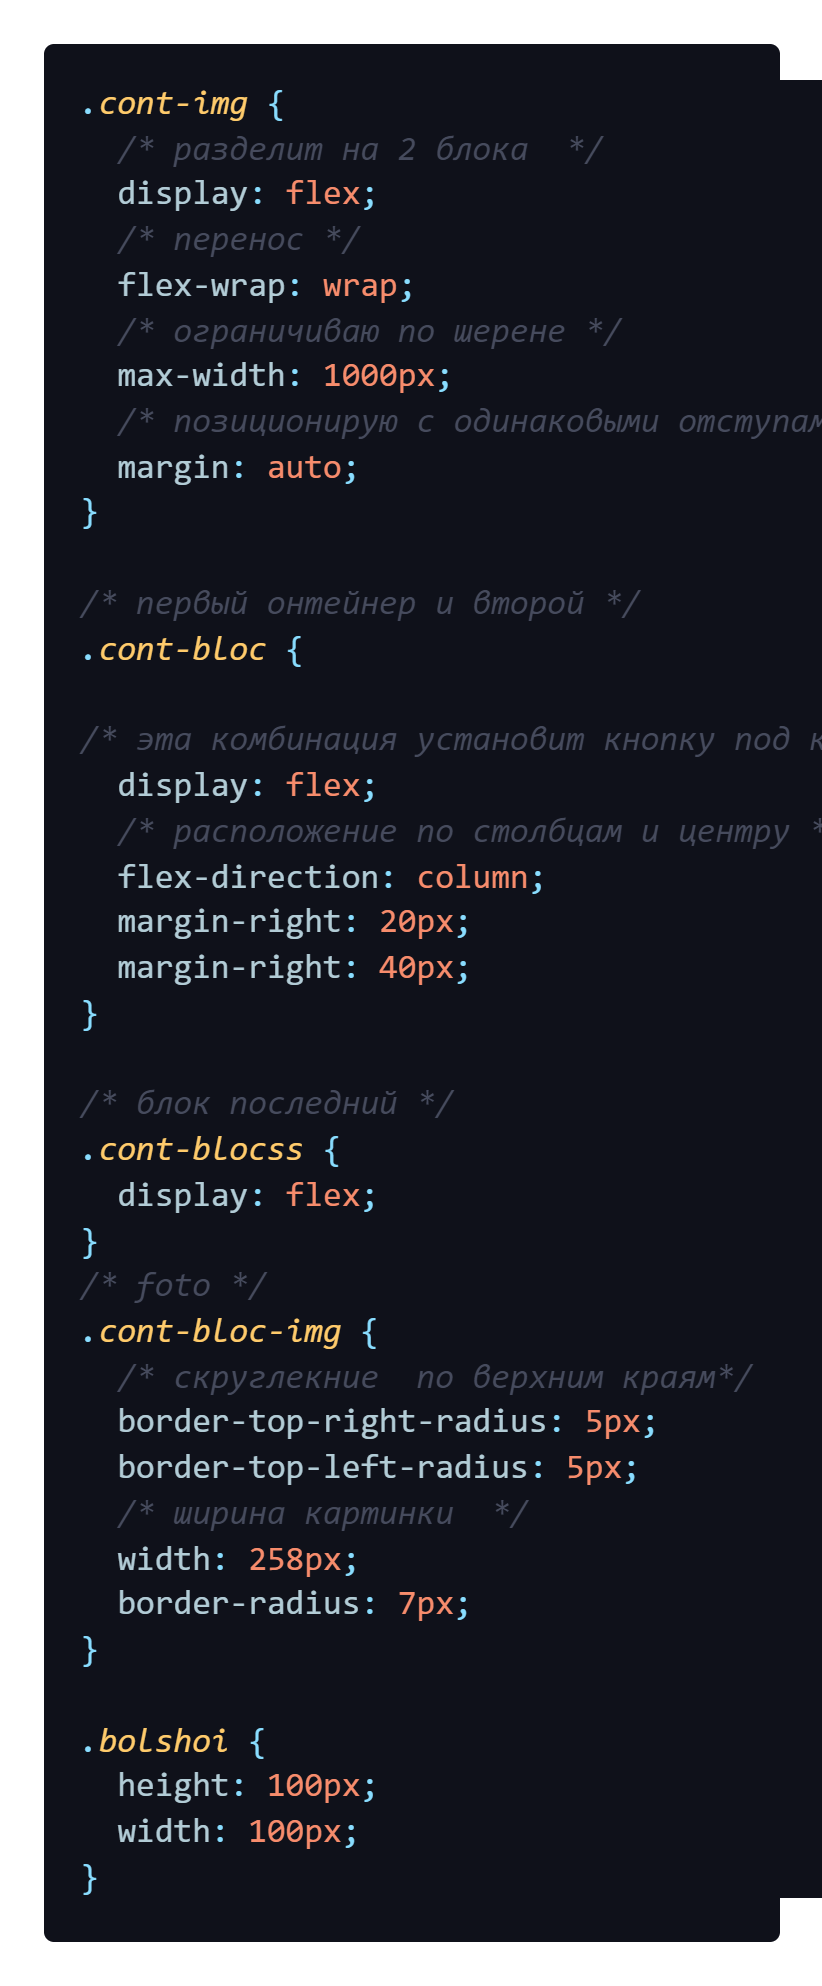 .cont-img {
/* разделит на 2 блока  */
display: flex;
/* перенос */
flex-wrap: wrap;
/* ограничиваю по шерене */
max-width: 1000px;
/* позиционирую с одинаковыми
margin: auto;
}
/* первый онтейнер и второй */
.cont-bloc {
/* эта комбинация установит кнопку под
display: flex;
/* расположение по столбцам и центру *
flex-direction: column;
margin-right: 20px;
margin-right: 40px;
}
/* блок последний */
.cont-blocss {
display: flex;
}
/* foto */
.cont-bloc-img {
/* скруглекние  по верхним краям*/
border-top-right-radius: 5px;
border-top-left-radius: 5px;
/* ширина картинки  */
width: 258px;
border-radius: 7px;
}
.bolshoi {
height: 100px;
width: 100px;
}